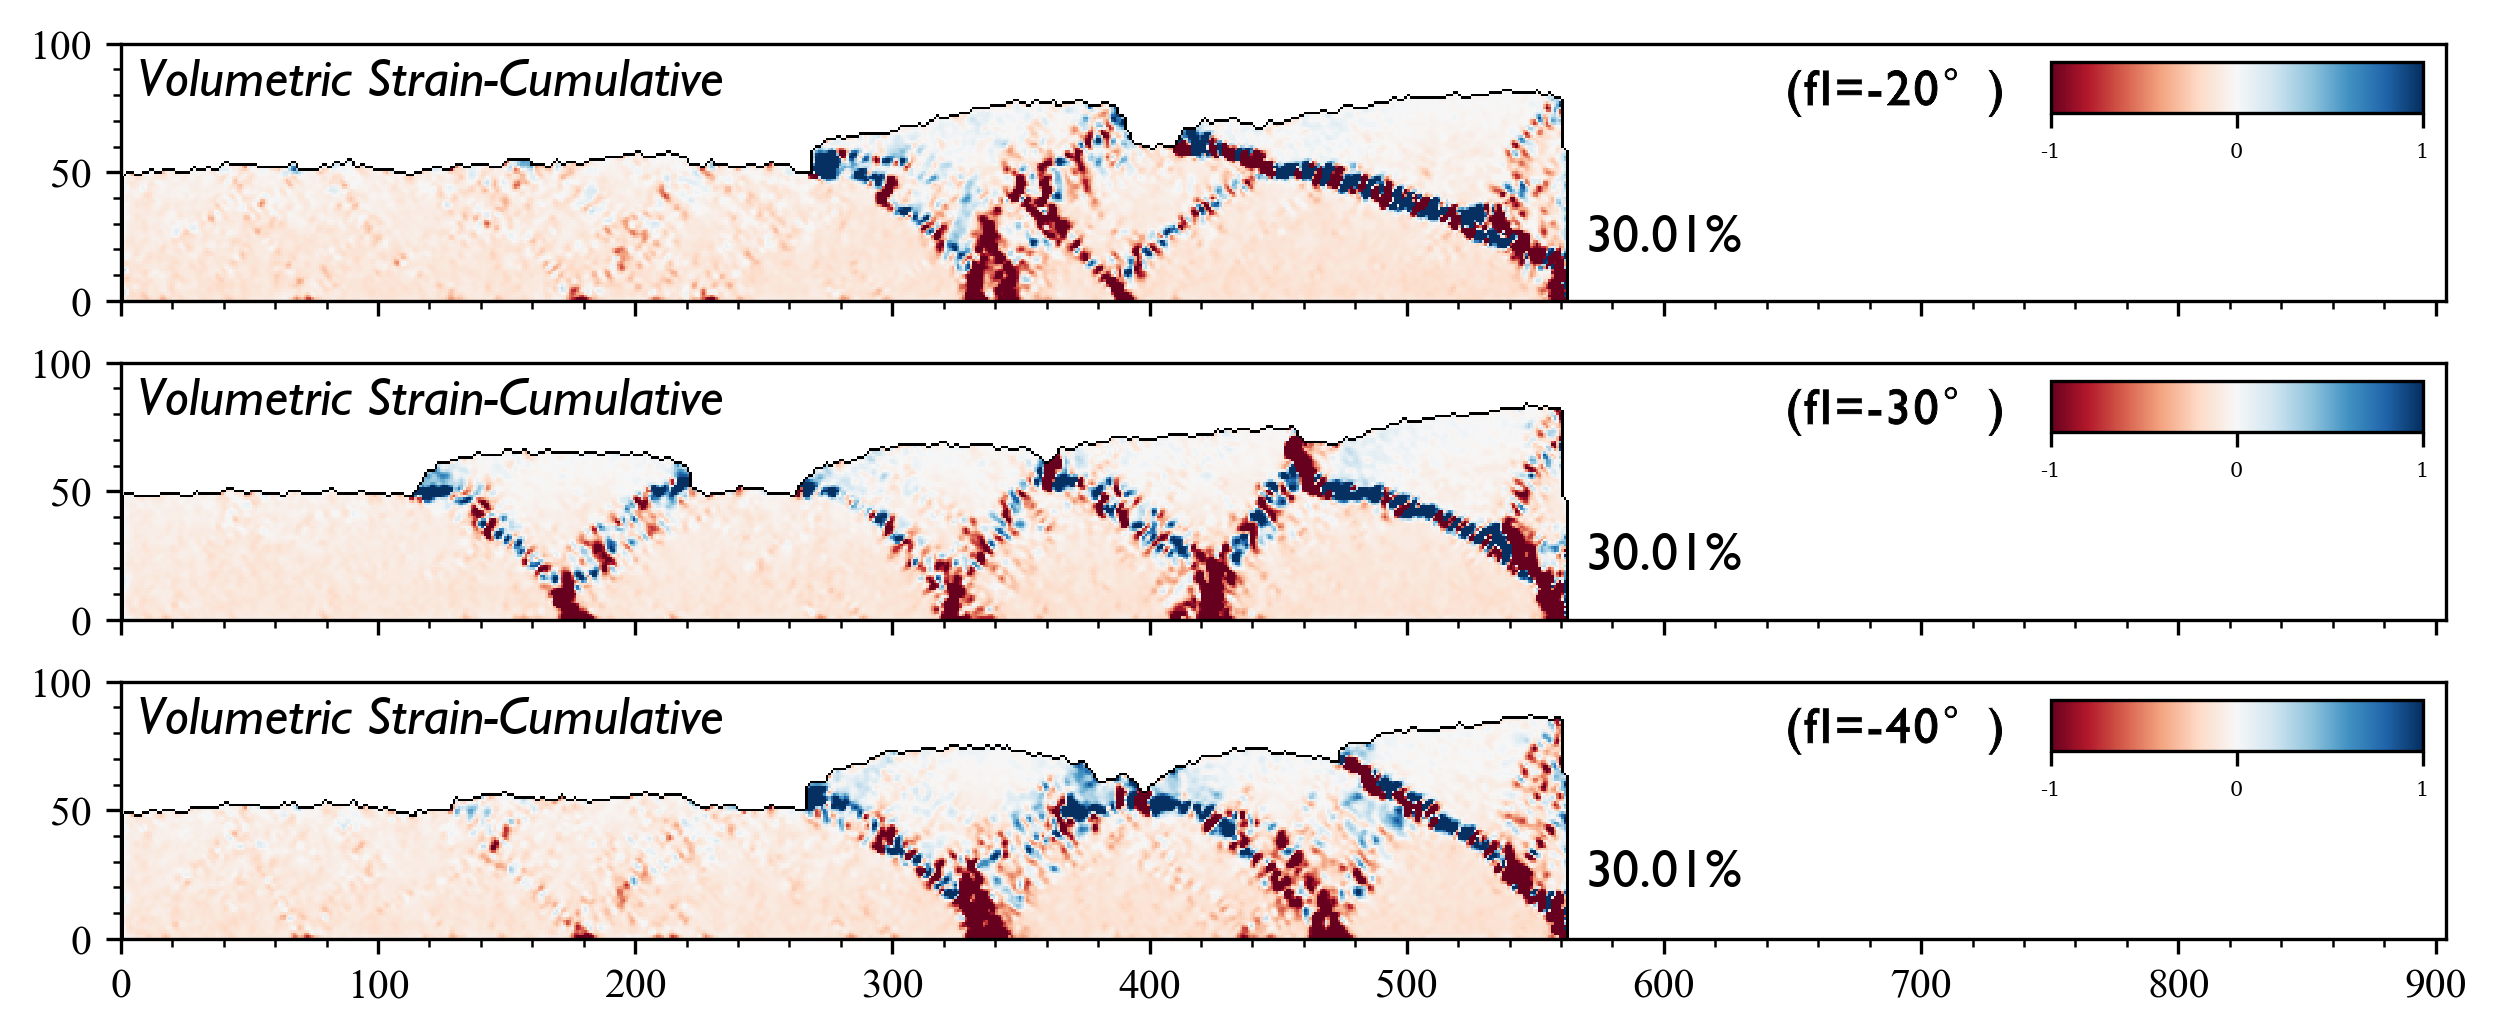 100
Volumetric Strain-Cumulative
(fl=-20° )
-1 0 1
50
30.01%
0
100
Volumetric Strain-Cumulative
(fl=-30° )
-1 0 1
50
30.01%
0
100
Volumetric Strain-Cumulative
(fl=-40° )
-1 0 1
50
30.01%
0
0 100 200 300 400 500 600 700 800 900